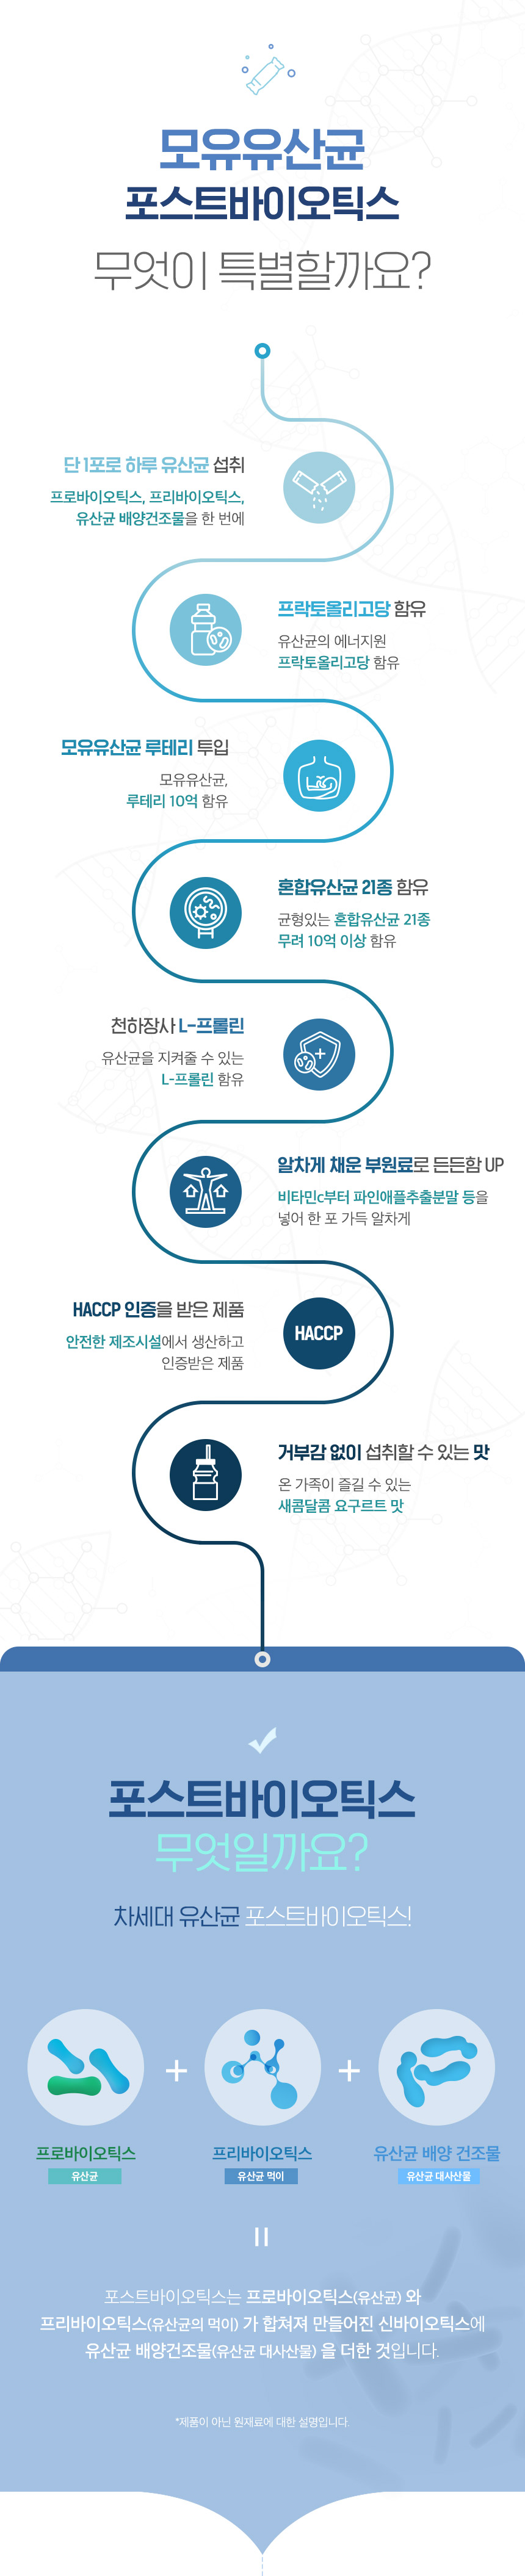 모유유산균
포스트바이오틱스
무엇이 특별할까요?
단 1포로 하루 유산균 섭취
프로바이오틱스, 프리바이오틱스,
유산균 배양건조물을 한 번에
프락토올리고당 함유
유산균의 에너지원
프락토올리고당 함유
모유유산균 루테리 투입
모유유산균,
루테리 10억 함유
혼합유산균 21종 함유
균형있는 혼합유산균 21종
무려 10억 이상 함유
천하장사 L-프롤린
유산균을 지켜줄 수 있는
L-프롤린 함유
알차게 채운 부원료로 든든함 UP
비타민C부터 파인애플추출분말 등을
넣어 한 포 가득 알차게
HACCP 인증을 받은 제품
안전한 제조시설에서 생산하고
인증받은 제품
HACCP
거부감 없이 섭취할 수 있는 맛
온 가족이 즐길 수 있는
새콤달콤 요구르트 맛
포스트바이오틱스
무엇일까요?
차세대 유산균 포스트바이오틱스!
프로바이오틱스
유산균
프리바이오틱스
유산균 먹이
유산균 배양 건조물
유산균 대사산물
포스트바이오틱스는 프로바이오틱스(유산균) 와
프리바이오틱스(유산균의 먹이) 가 합쳐져 만들어진 신바이오틱스에
유산균 배양건조물(유산균 대사산물) 을 더한 것입니다.
*제품이 아닌 원재료에 대한 설명입니다.